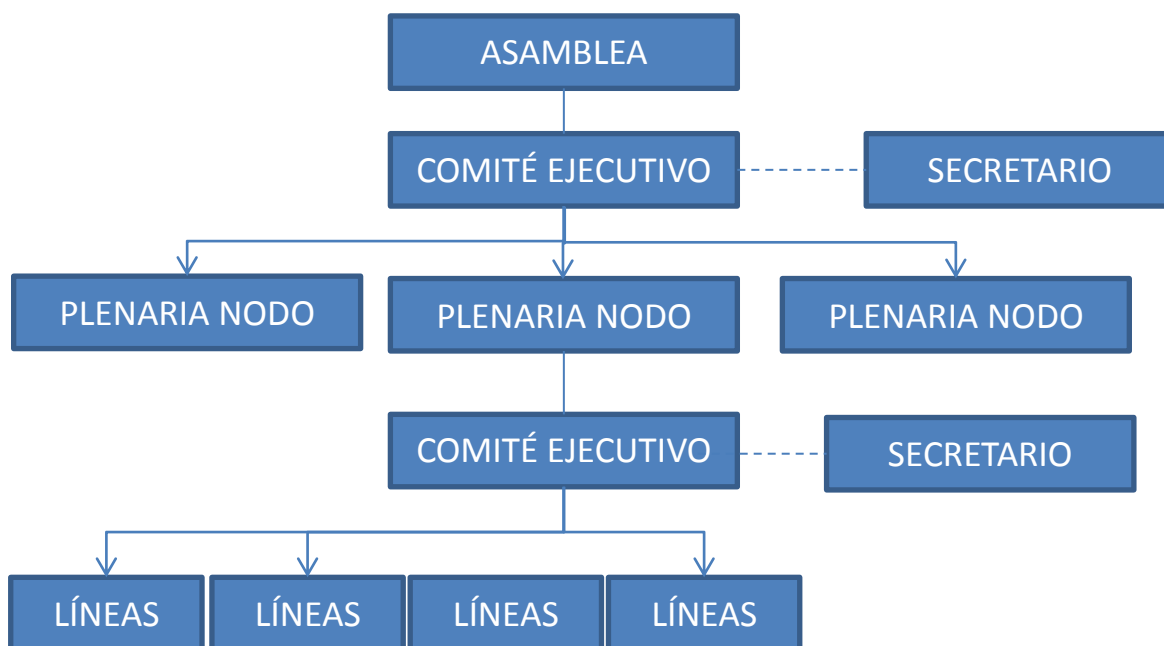 ASAMBLEA
COMITÉ EJECUTIVO
SECRETARIO
PLENARIA NODO
PLENARIA NODO
PLENARIA NODO
COMITÉ EJECUTIVO
SECRETARIO
LÍNEAS
LÍNEAS
LÍNEAS
LÍNEAS